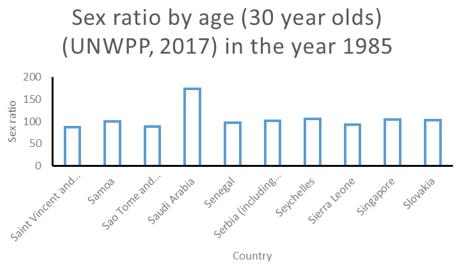 Sex ratio by age (30 year olds)
(UNWPP, 2017) in the year 1985
Sex ratio
200
150
100
50
0
Saint Vincent and...
Samoa
Sao Tome and...
Saudi Arabia
Senegal
Serbia (including...
Seychelles
Sierra Leone
Singapore
Slovakia
Country